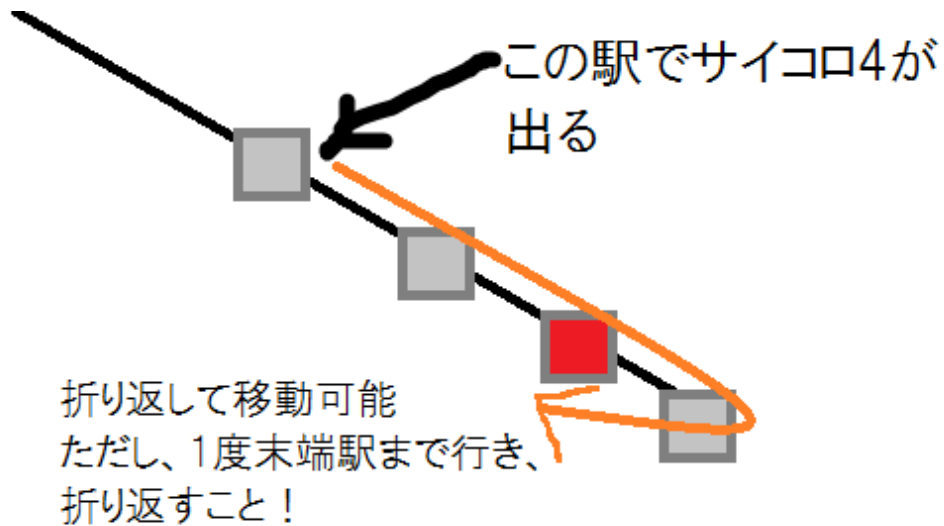 この駅でサイコロ4が
出る
折り返して移動可能
ただし、1度末端駅まで行き、
折り返すこと！